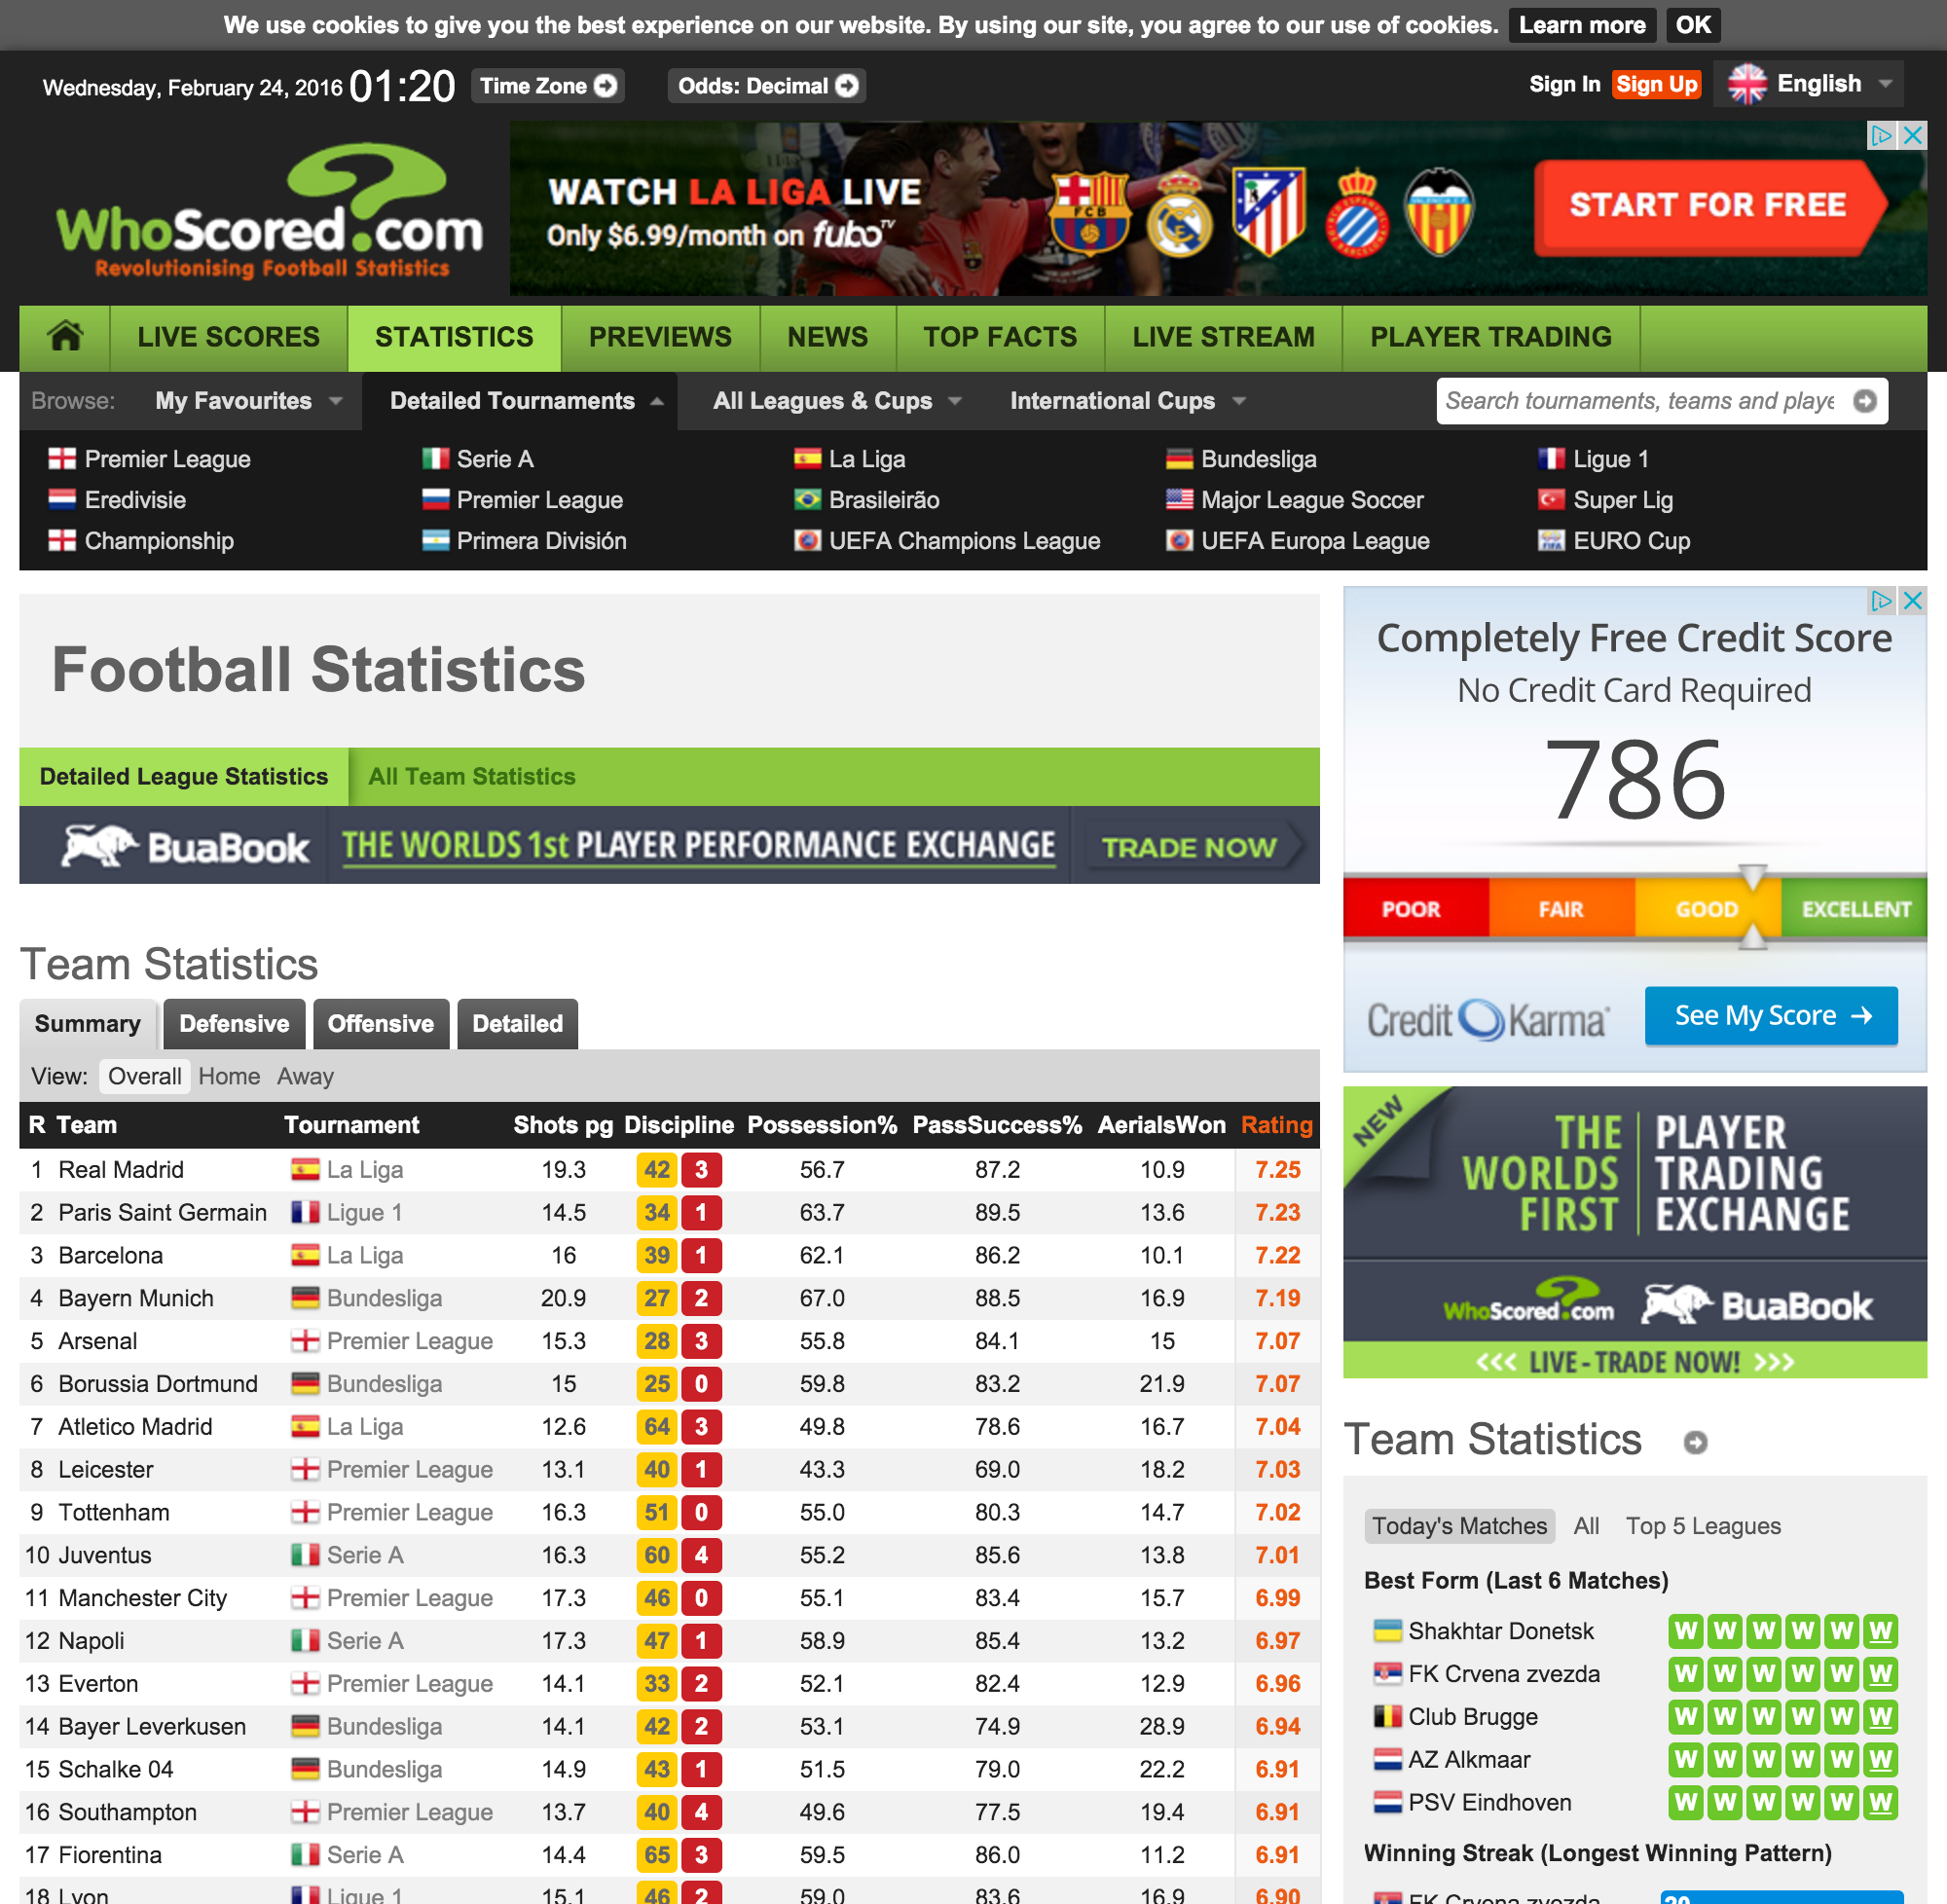 We use cookies to give you the best experience on our website. By using our site, you agree to our use of cookies. Learn more OK
Wednesday, February 24, 2016 01:20 Time Zone Odds: Decimal Sign In Sign Up English
WhoScored.com
Revolutionising Football Statistics
WATCH LA LIGA LIVE
Only $6.99/month on fubo TV
START FOR FREE
LIVE SCORES STATISTICS PREVIEWS NEWS TOP FACTS LIVE STREAM PLAYER TRADING
Browse: My Favourites Detailed Tournaments All Leagues & Cups International Cups Search tournaments, teams and playe
Premier League Serie A La Liga Bundesliga Ligue 1
Eredivisie Premier League Brasileirão Major League Soccer Super Lig
Championship Primera División UEFA Champions League UEFA Europa League EURO Cup
Football Statistics
Detailed League Statistics All Team Statistics
BuaBook THE WORLDS 1st PLAYER PERFORMANCE EXCHANGE TRADE NOW
Team Statistics
Summary Defensive Offensive Detailed
View: Overall Home Away
R Team Tournament Shots pg Discipline Possession% PassSuccess% AerialsWon Rating
1 Real Madrid La Liga 19.3 42 3 56.7 87.2 10.9 7.25
2 Paris Saint Germain Ligue 1 14.5 34 1 63.7 89.5 13.6 7.23
3 Barcelona La Liga 16 39 1 62.1 86.2 10.1 7.22
4 Bayern Munich Bundesliga 20.9 27 2 67.0 88.5 16.9 7.19
5 Arsenal Premier League 15.3 28 3 55.8 84.1 15 7.07
6 Borussia Dortmund Bundesliga 15 25 0 59.8 83.2 21.9 7.07
7 Atletico Madrid La Liga 12.6 64 3 49.8 78.6 16.7 7.04
8 Leicester Premier League 13.1 40 1 43.3 69.0 18.2 7.03
9 Tottenham Premier League 16.3 51 0 55.0 80.3 14.7 7.02
10 Juventus Serie A 16.3 60 4 55.2 85.6 13.8 7.01
11 Manchester City Premier League 17.3 46 0 55.1 83.4 15.7 6.99
12 Napoli Serie A 17.3 47 1 58.9 85.4 13.2 6.97
13 Everton Premier League 14.1 33 2 52.1 82.4 12.9 6.96
14 Bayer Leverkusen Bundesliga 14.1 42 2 53.1 74.9 28.9 6.94
15 Schalke 04 Bundesliga 14.9 43 1 51.5 79.0 22.2 6.91
16 Southampton Premier League 13.7 40 4 49.6 77.5 19.4 6.91
17 Fiorentina Serie A 14.4 65 3 59.5 86.0 11.2 6.91
18 Lyon Ligue 1 15.1 46 2 59.0 83.6 16.9 6.90
Completely Free Credit Score
No Credit Card Required
786
POOR FAIR GOOD EXCELLENT
Credit Karma See My Score
NEW
THE WORLDS FIRST
PLAYER TRADING EXCHANGE
WhoScored.com BuaBook
<<< LIVE - TRADE NOW! >>>
Team Statistics
Today's Matches All Top 5 Leagues
Best Form (Last 6 Matches)
Shakhtar Donetsk W W W W W W
FK Crvena zvezda W W W W W W
Club Brugge W W W W W W
AZ Alkmaar W W W W W W
PSV Eindhoven W W W W W W
Winning Streak (Longest Winning Pattern)
FK Crvena zvezda 20